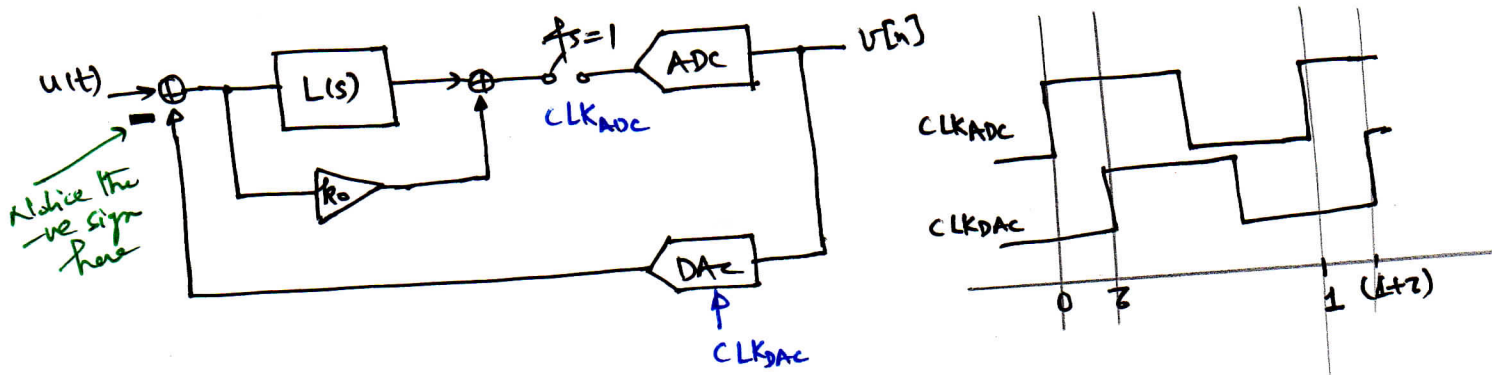 u(t)
L(s)
fs=1
ADC
v[n]
CLKADC
k₀
Notice the
-ve sign
here
DAC
CLKDAC
CLKADC
CLKDAC
0
τ
1
(1+τ)